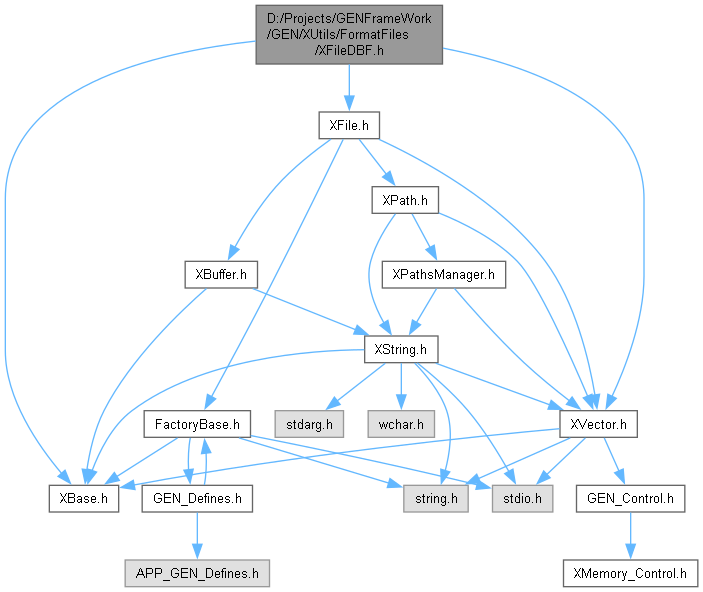 D:/Projects/GENFrameWork
/GEN/XUtils/FormatFiles
/XFileDBF.h
XFile.h
XPath.h
XBuffer.h
XPathsManager.h
XString.h
FactoryBase.h
stdarg.h
wchar.h
XVector.h
XBase.h
GEN_Defines.h
string.h
stdio.h
GEN_Control.h
APP_GEN_Defines.h
XMemory_Control.h